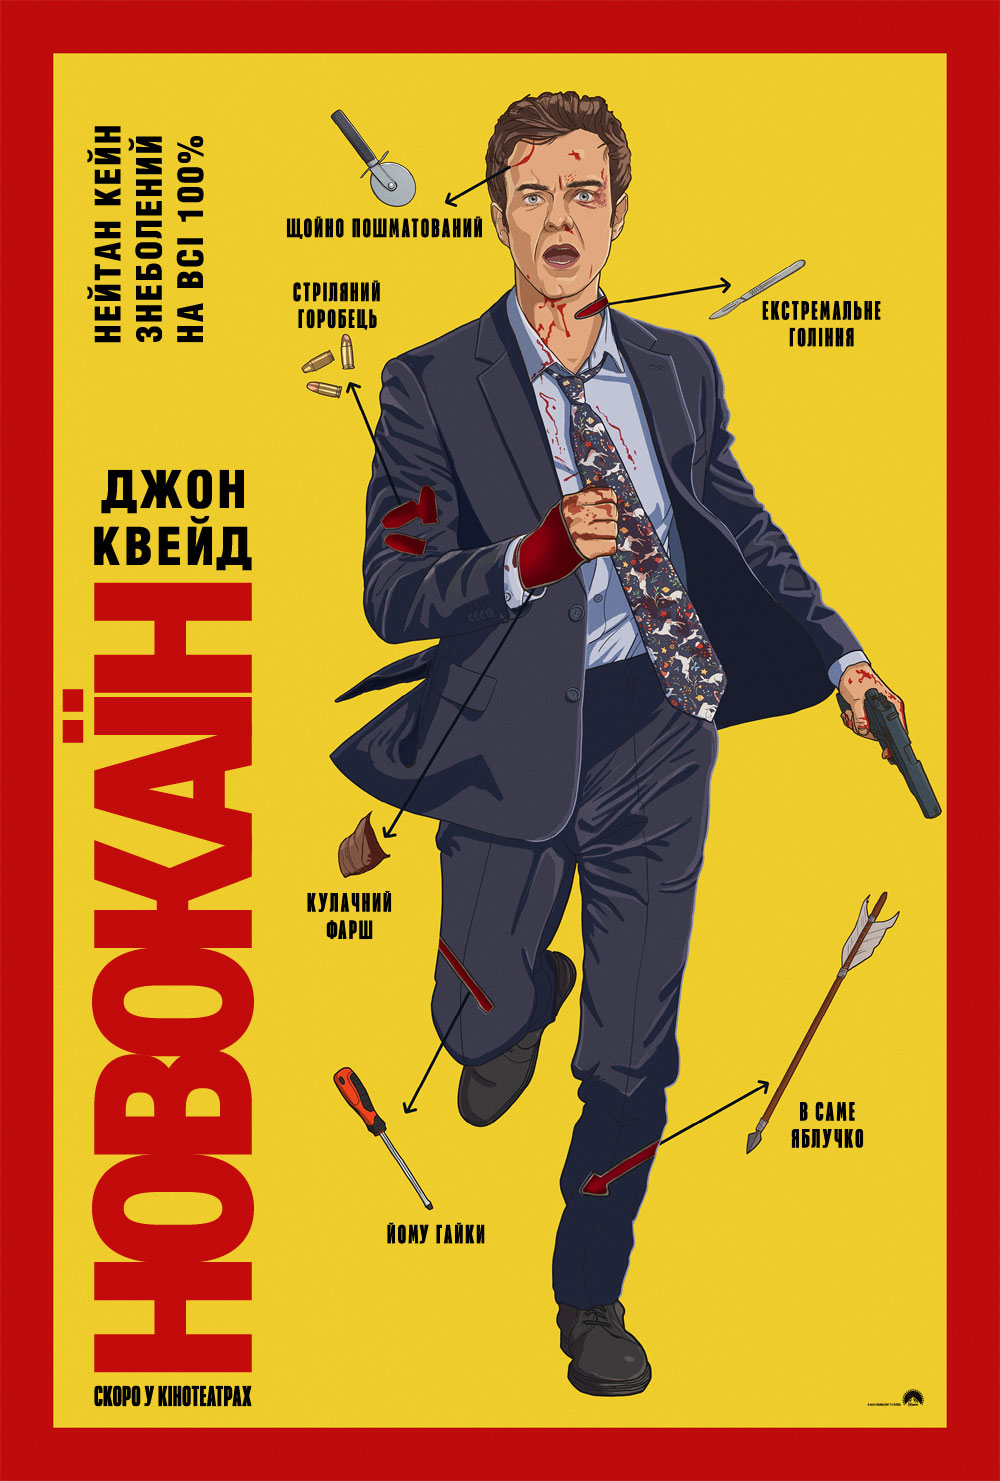 НЕЙТАН КЕЙН
ЗНЕБОЛЕНИЙ
НА ВСІ 100%
ДЖОН
КВЕЙД
НОВОКАЇН
СКОРО У КІНОТЕАТРАХ
ЩОЙНО ПОШМАТОВАНИЙ
СТРІЛЯНИЙ
ГОРОБЕЦЬ
ЕКСТРЕМАЛЬНЕ
ГОЛІННЯ
КУЛАЧНИЙ
ФАРШ
В САМЕ
ЯБЛУЧКО
ЙОМУ ГАЙКИ